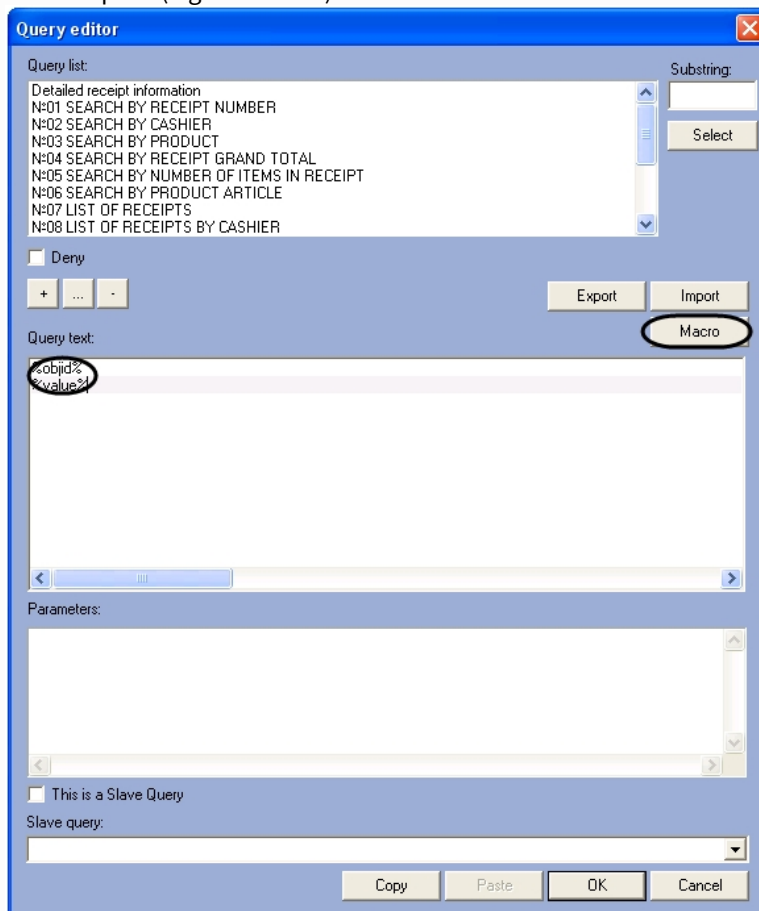 Query editor
Query list:
Substring:
Detailed receipt information
№01 SEARCH BY RECEIPT NUMBER
№02 SEARCH BY CASHIER
№03 SEARCH BY PRODUCT
№04 SEARCH BY RECEIPT GRAND TOTAL
№05 SEARCH BY NUMBER OF ITEMS IN RECEIPT
№06 SEARCH BY PRODUCT ARTICLE
№07 LIST OF RECEIPTS
№08 LIST OF RECEIPTS BY CASHIER
Select
Deny
+ ... -
Export Import
Macro
Query text:
%objid%
%value%
Parameters:
This is a Slave Query
Slave query:
Copy Paste OK Cancel